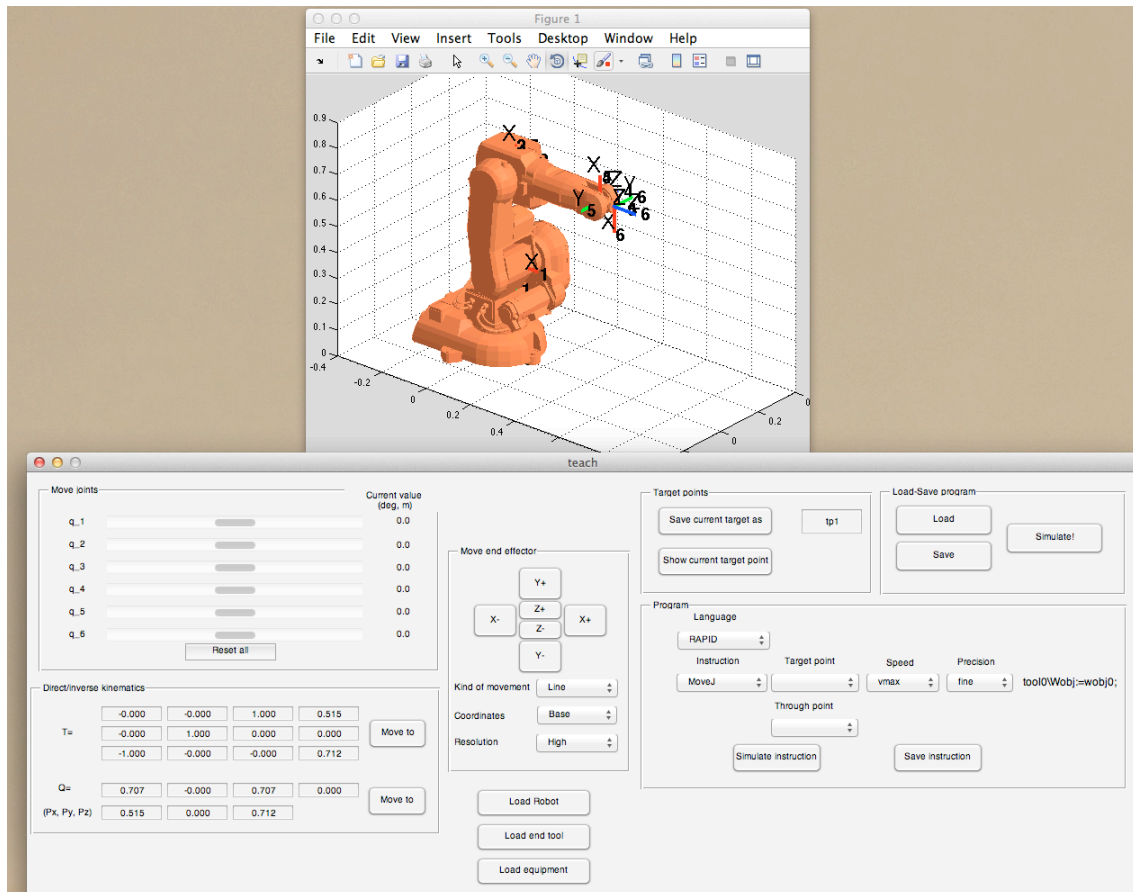 Figure 1
File Edit View Insert Tools Desktop Window Help
0.9
0.8
0.7
0.6
0.5
0.4
0.3
0.2
0.1
0
-0.4
-0.2
0
0.2
0.4
0
0.2
X
X
Y 5
Y 6
Z 6
X 6
X 1
1
teach
Move joints
Current value
(deg, m)
q_1 0.0
q_2 0.0
q_3 0.0
q_4 0.0
q_5 0.0
q_6 0.0
Reset all
Direct/inverse kinematics
T=
-0.000 -0.000 1.000 0.515
-0.000 1.000 0.000 0.000
-1.000 -0.000 -0.000 0.712
Move to
Q= 0.707 -0.000 0.707 0.000
(Px, Py, Pz) 0.515 0.000 0.712
Move to
Move end effector
Y+
X- Z+ X+
Z-
Y-
Kind of movement Line
Coordinates Base
Resolution High
Load Robot
Load end tool
Load equipment
Target points
Save current target as tp1
Show current target point
Load-Save program
Load
Save
Simulate!
Program
Language
RAPID
Instruction Target point Speed Precision
MoveJ vmax fine tool0\Wobj:=wobj0;
Through point
Simulate instruction Save instruction